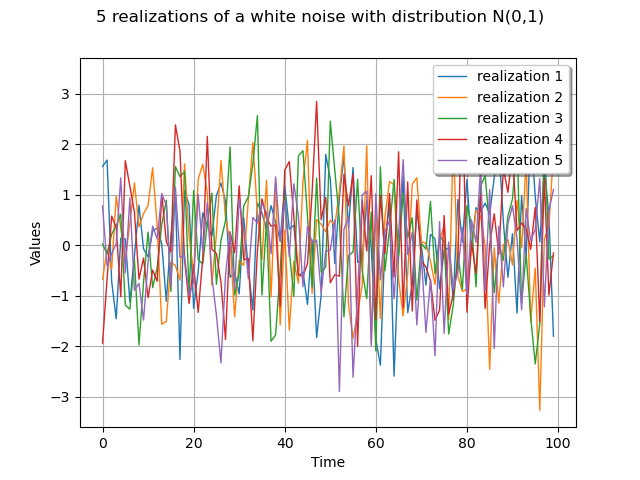 5 realizations of a white noise with distribution N(0,1)
realization 1
realization 2
realization 3
realization 4
realization 5
3
2
1
0
−1
−2
−3
Values
0
20
40
60
80
100
Time